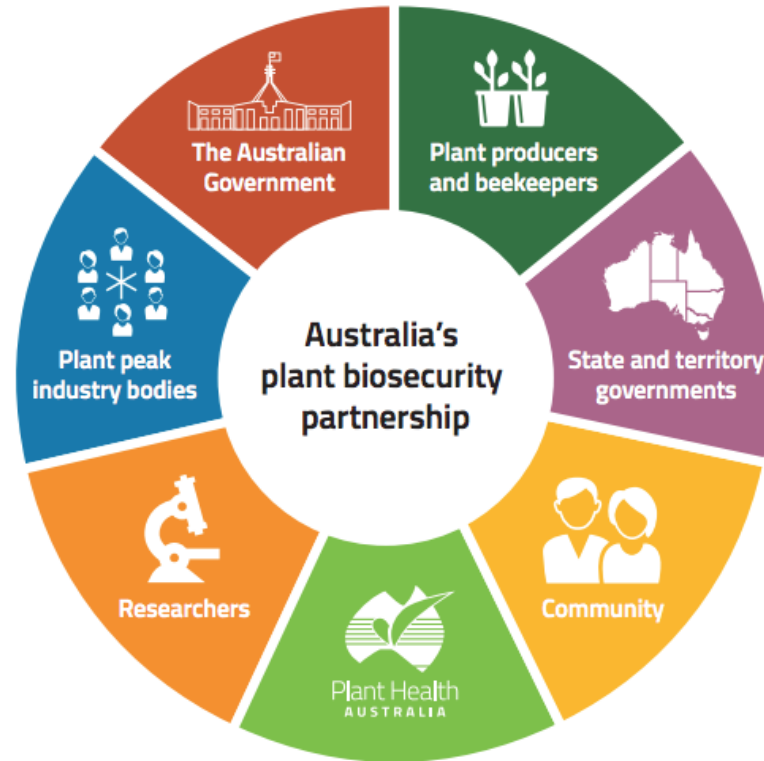 The Australian
Government
Plant producers
and beekeepers
State and territory
governments
Community
Plant Health
AUSTRALIA
Researchers
Plant peak
industry bodies
Australia's
plant biosecurity
partnership